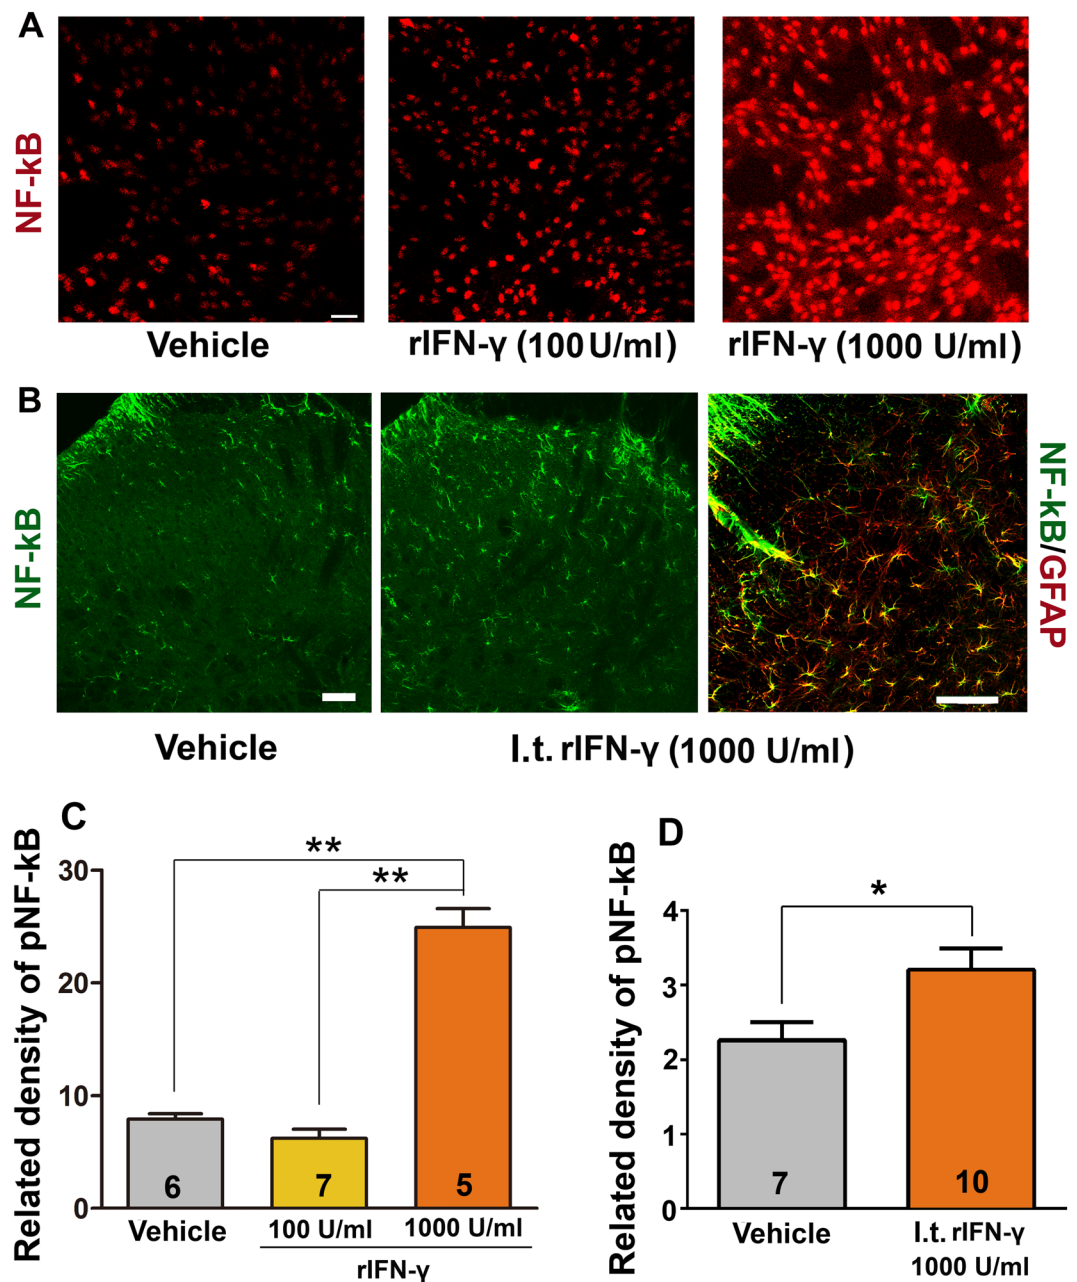 A
NF-kB
Vehicle
rIFN-γ (100 U/ml)
rIFN-γ (1000 U/ml)
B
NF-kB
NF-kB/GFAP
Vehicle
I.t. rIFN-γ (1000 U/ml)
C
Related density of pNF-kB
30
20
10
0
**
**
6
7
5
Vehicle
100 U/ml
1000 U/ml
rIFN-γ
D
Related density of pNF-kB
4
3
2
1
0
*
7
10
Vehicle
I.t. rIFN-γ
1000 U/ml